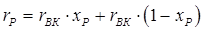 r_P = r_BK · x_P + r_BK · (1 − x_P)